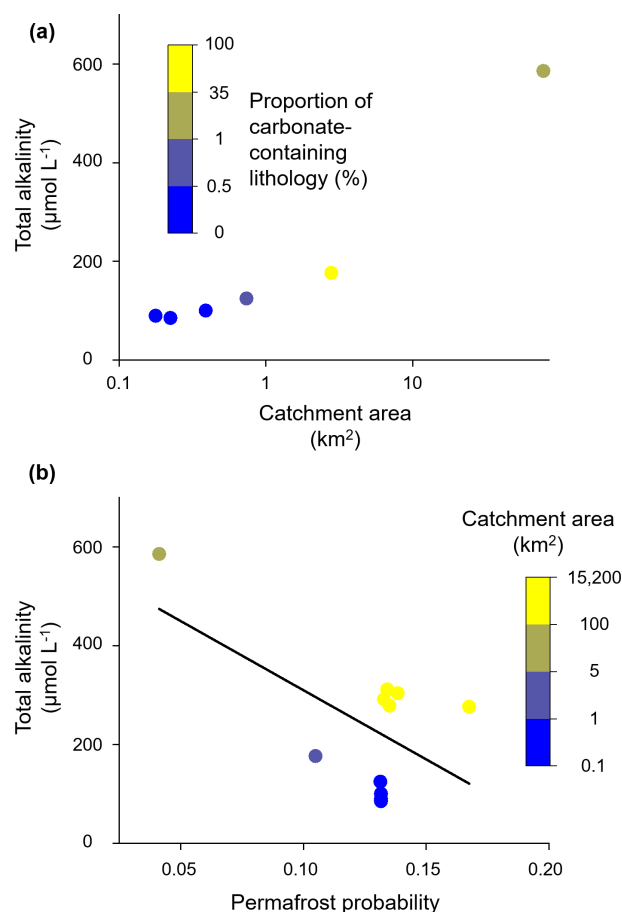 (a)
100
35
1
0.5
0
Proportion of
carbonate-
containing
lithology (%)
Total alkalinity
(µmol L⁻¹)
600
400
200
0
0.1
1
10
Catchment area
(km²)
(b)
Catchment area
(km²)
15,200
100
5
1
0.1
Total alkalinity
(µmol L⁻¹)
600
400
200
0
0.05
0.10
0.15
0.20
Permafrost probability